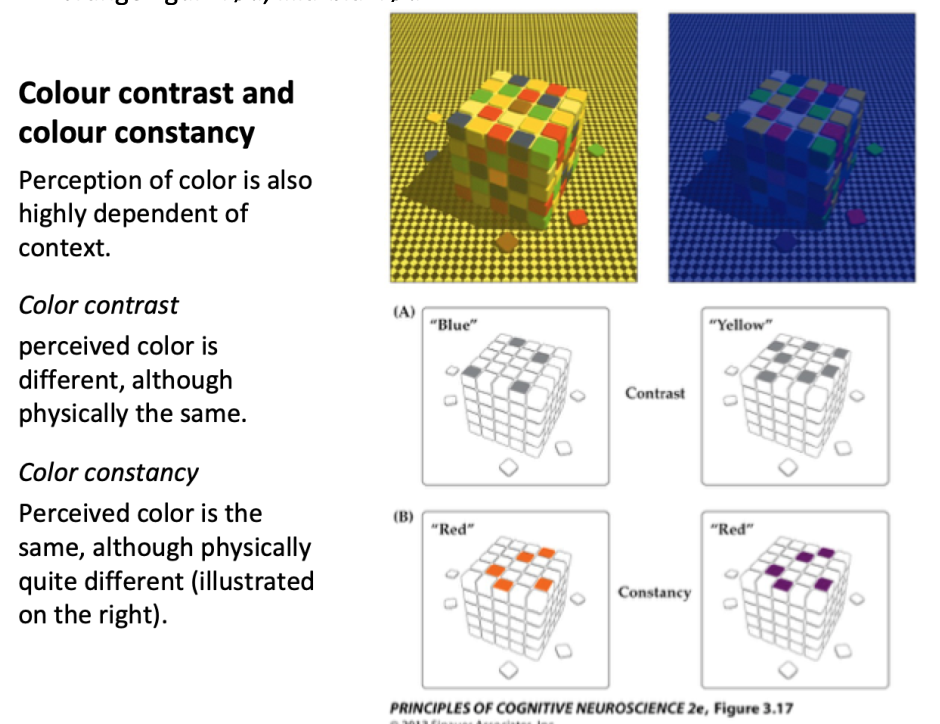 Colour contrast and
colour constancy
Perception of color is also
highly dependent of
context.
Color contrast
perceived color is
different, although
physically the same.
Color constancy
Perceived color is the
same, although physically
quite different (illustrated
on the right).
(A)
"Blue"
Contrast
"Yellow"
(B)
"Red"
Constancy
"Red"
PRINCIPLES OF COGNITIVE NEUROSCIENCE 2e, Figure 3.17